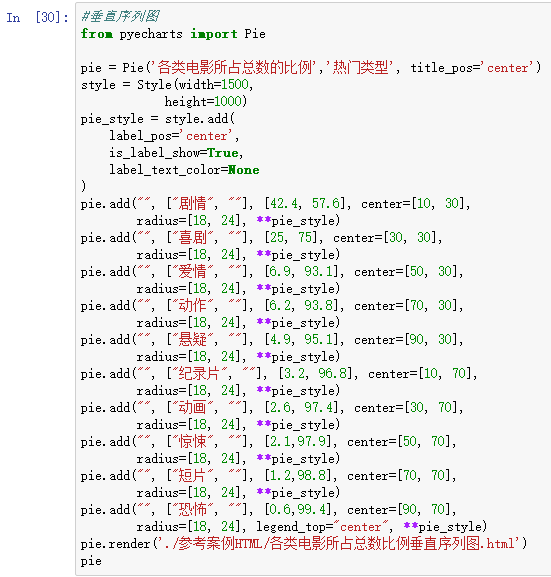 In [30]: #垂直序列图
from pyecharts import Pie
pie = Pie('各类电影所占总数的比例','热门类型', title_pos='center')
style = Style(width=1500,
height=1000)
pie_style = style.add(
label_pos='center',
is_label_show=True,
label_text_color=None
)
pie.add("", ["剧情", ""], [42.4, 57.6], center=[10, 30],
radius=[18, 24], **pie_style)
pie.add("", ["喜剧", ""], [25, 75], center=[30, 30],
radius=[18, 24], **pie_style)
pie.add("", ["爱情", ""], [6.9, 93.1], center=[50, 30],
radius=[18, 24], **pie_style)
pie.add("", ["动作", ""], [6.2, 93.8], center=[70, 30],
radius=[18, 24], **pie_style)
pie.add("", ["悬疑", ""], [4.9, 95.1], center=[90, 30],
radius=[18, 24], **pie_style)
pie.add("", ["纪录片", ""], [3.2, 96.8], center=[10, 70],
radius=[18, 24], **pie_style)
pie.add("", ["动画", ""], [2.6, 97.4], center=[30, 70],
radius=[18, 24], **pie_style)
pie.add("", ["惊悚", ""], [2.1,97.9], center=[50, 70],
radius=[18, 24], **pie_style)
pie.add("", ["短片", ""], [1.2,98.8], center=[70, 70],
radius=[18, 24], **pie_style)
pie.add("", ["恐怖", ""], [0.6,99.4], center=[90, 70],
radius=[18, 24], legend_top="center", **pie_style)
pie.render('./参考案例HTML/各类电影所占总数比例垂直序列图.html')
pie